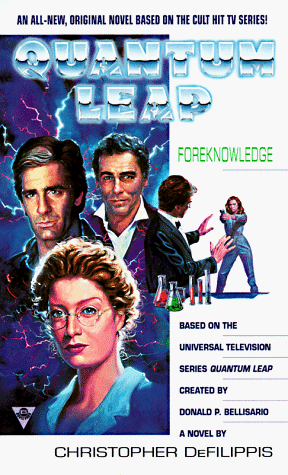 AN ALL-NEW, ORIGINAL NOVEL BASED ON THE CULT HIT TV SERIES!
QUANTUM
LEAP
FOREKNOWLEDGE
BASED ON THE
UNIVERSAL TELEVISION
SERIES QUANTUM LEAP
CREATED BY
DONALD P. BELLISARIO
A NOVEL BY
CHRISTOPHER DEFILIPPIS